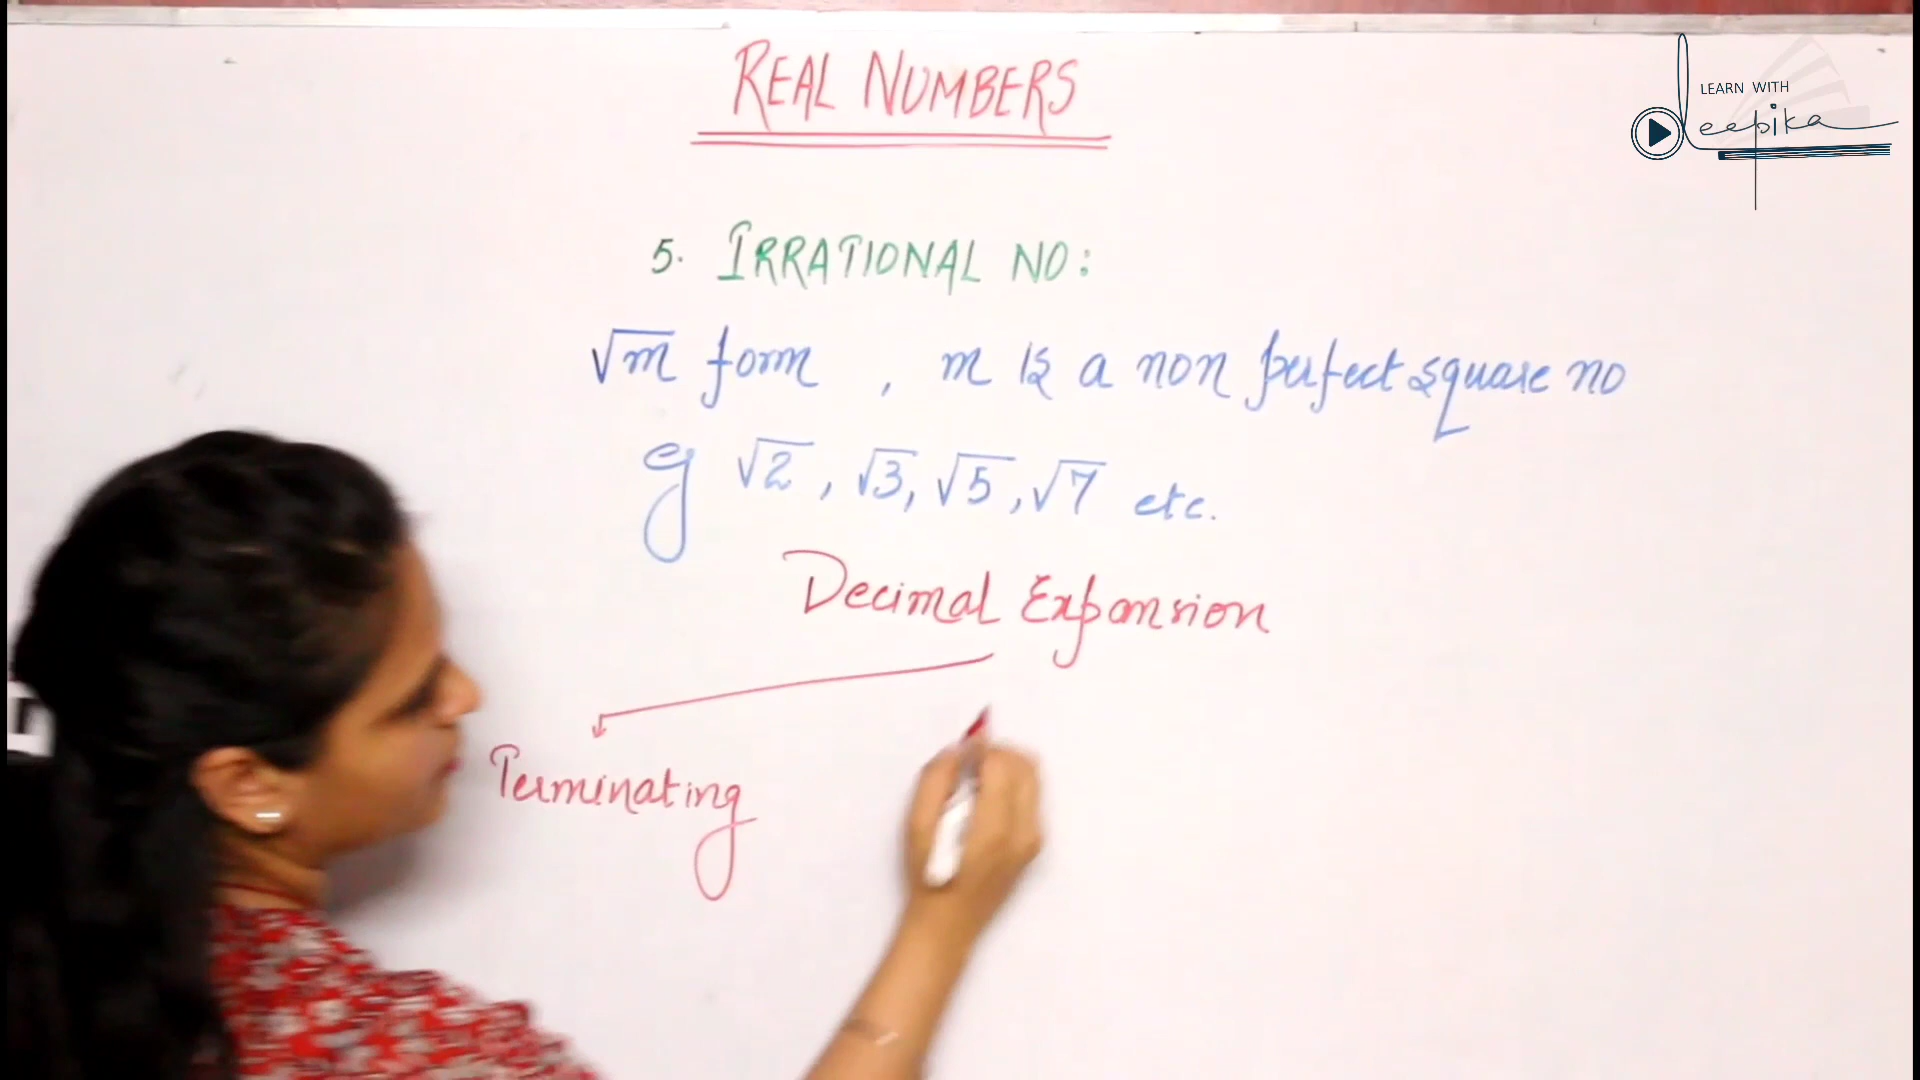 REAL NUMBERS
LEARN WITH
deepika
5. IRRATIONAL NO:
√m form , m is a non perfect square no
eg √2 , √3, √5 , √7 etc.
Decimal Expansion
Terminating